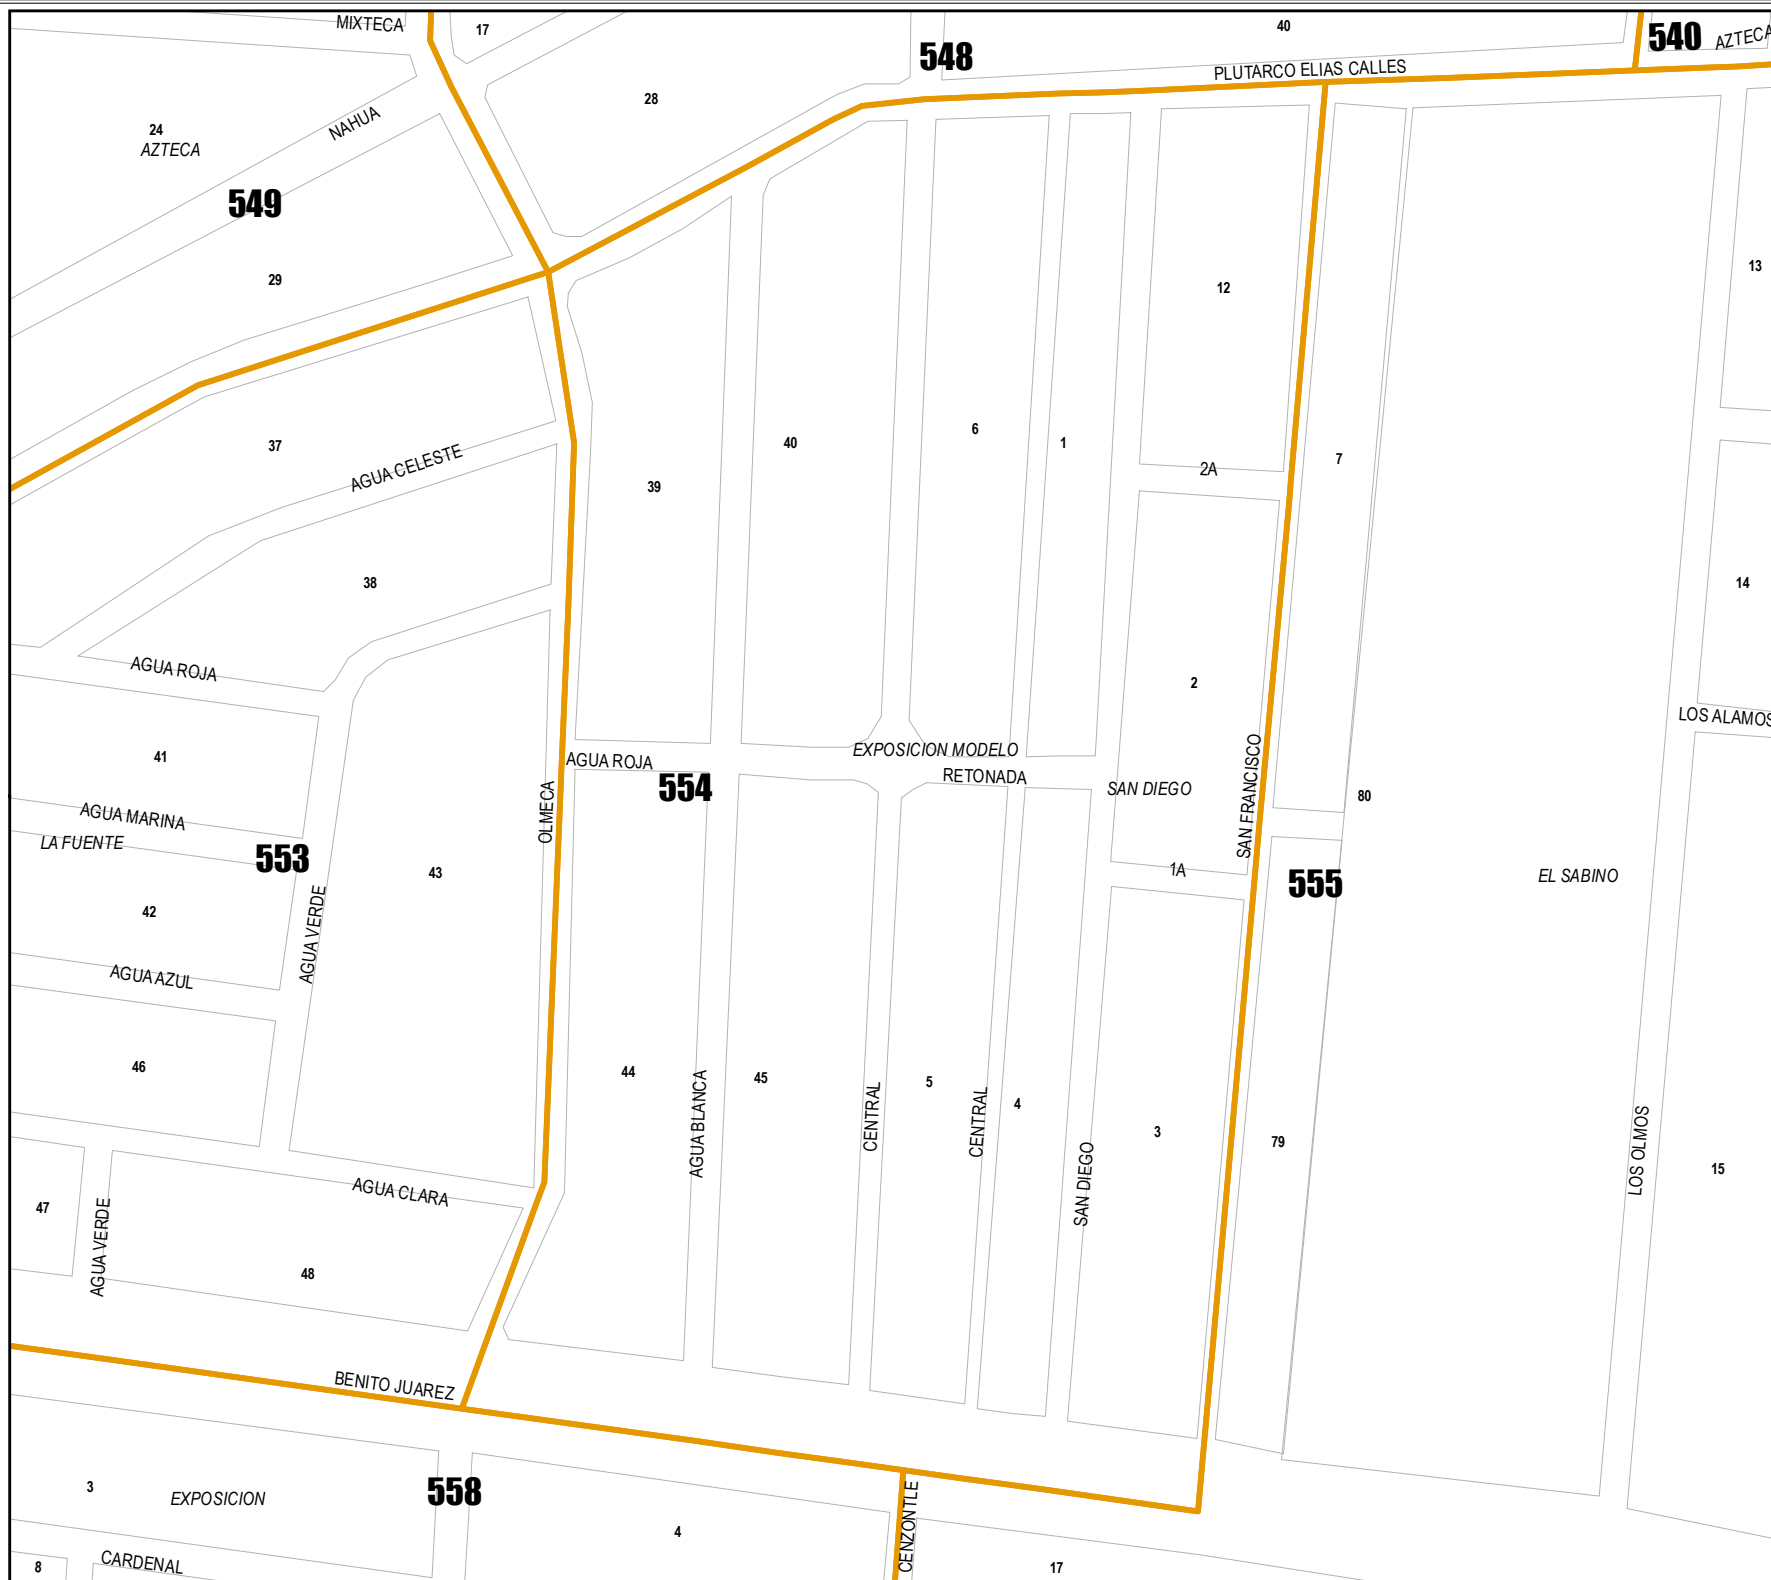 MIXTECA
17
40
548
540
AZTECA
PLUTARCO ELIAS CALLES
28
24
AZTECA
NAHUA
549
29
12
13
37
AGUA CELESTE
39
40
6
1
2A
7
38
14
AGUA ROJA
2
LOS ALAMOS
41
AGUA ROJA
EXPOSICION MODELO
RETONADA
554
SAN DIEGO
SAN FRANCISCO
80
AGUA MARINA
LA FUENTE
553
OLMECA
43
1A
555
EL SABINO
42
AGUA VERDE
AGUA AZUL
46
44
AGUA BLANCA
45
CENTRAL
5
CENTRAL
4
SAN DIEGO
3
79
LOS OLMOS
15
47
AGUA VERDE
AGUA CLARA
48
BENITO JUAREZ
3
EXPOSICION
558
4
CENZONTLE
8
CARDENAL
17